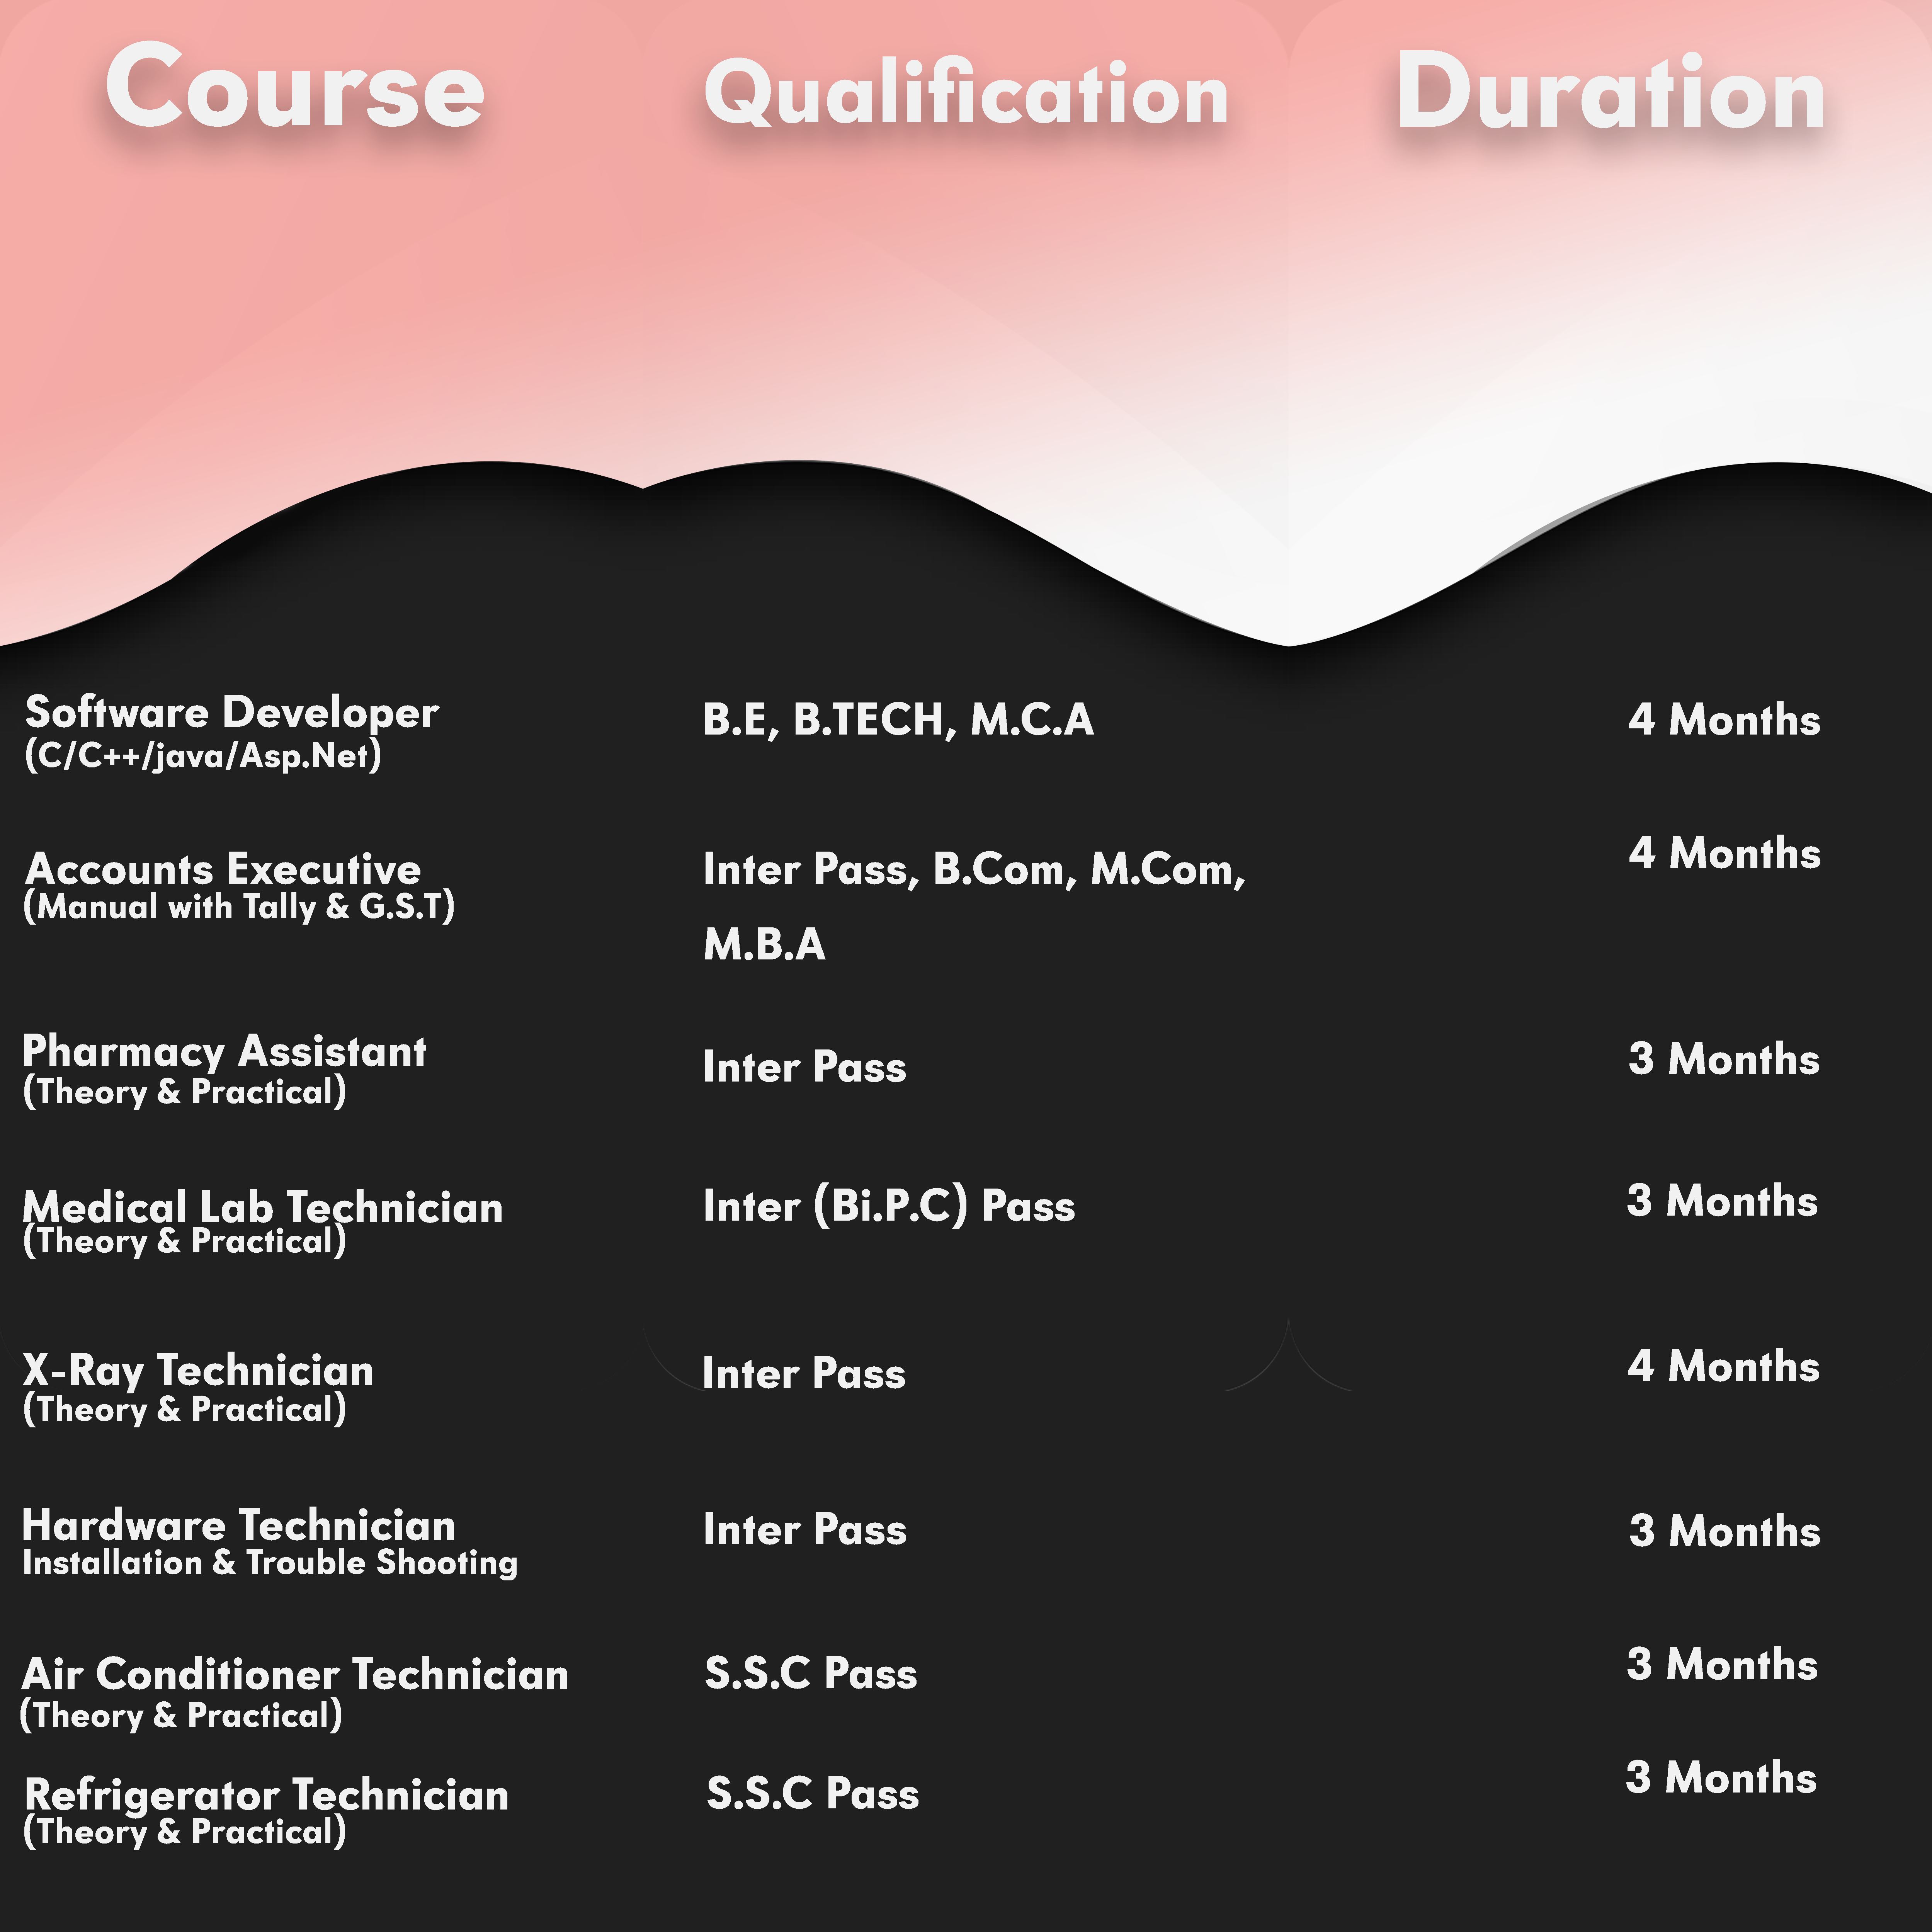 Course Qualification Duration
Software Developer B.E, B.TECH, M.C.A 4 Months
(C/C++/java/Asp.Net)
Accounts Executive Inter Pass, B.Com, M.Com, 4 Months
(Manual with Tally & G.S.T)
M.B.A
Pharmacy Assistant Inter Pass 3 Months
(Theory & Practical)
Medical Lab Technician Inter (Bi.P.C) Pass 3 Months
(Theory & Practical)
X-Ray Technician Inter Pass 4 Months
(Theory & Practical)
Hardware Technician Inter Pass 3 Months
Installation & Trouble Shooting
Air Conditioner Technician S.S.C Pass 3 Months
(Theory & Practical)
Refrigerator Technician S.S.C Pass 3 Months
(Theory & Practical)